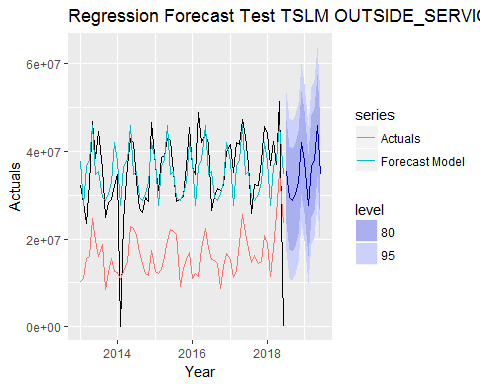 Regression Forecast Test TSLM OUTSIDE_SERVIC
6e+07
4e+07
2e+07
0e+00
Actuals
2014
2016
2018
Year
series
Actuals
Forecast Model
level
80
95